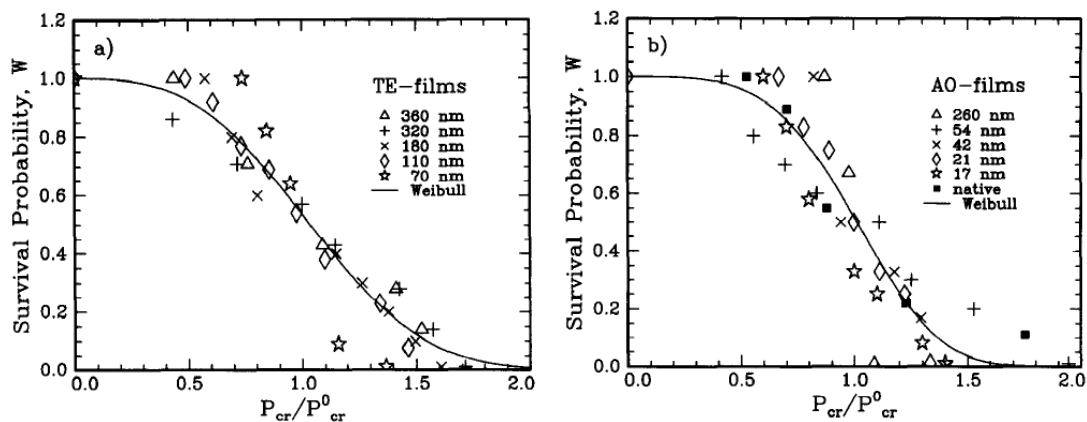 a)
TE-films
360 nm
320 nm
180 nm
110 nm
70 nm
Weibull
Survival Probability, W
1.2
1.0
0.8
0.6
0.4
0.2
0.0
0.0 0.5 1.0 1.5 2.0
P_cr/P^0_cr
b)
AO-films
260 nm
54 nm
42 nm
21 nm
17 nm
native
Weibull
Survival Probability, W
1.2
1.0
0.8
0.6
0.4
0.2
0.0
0.0 0.5 1.0 1.5 2.0
P_cr/P^0_cr